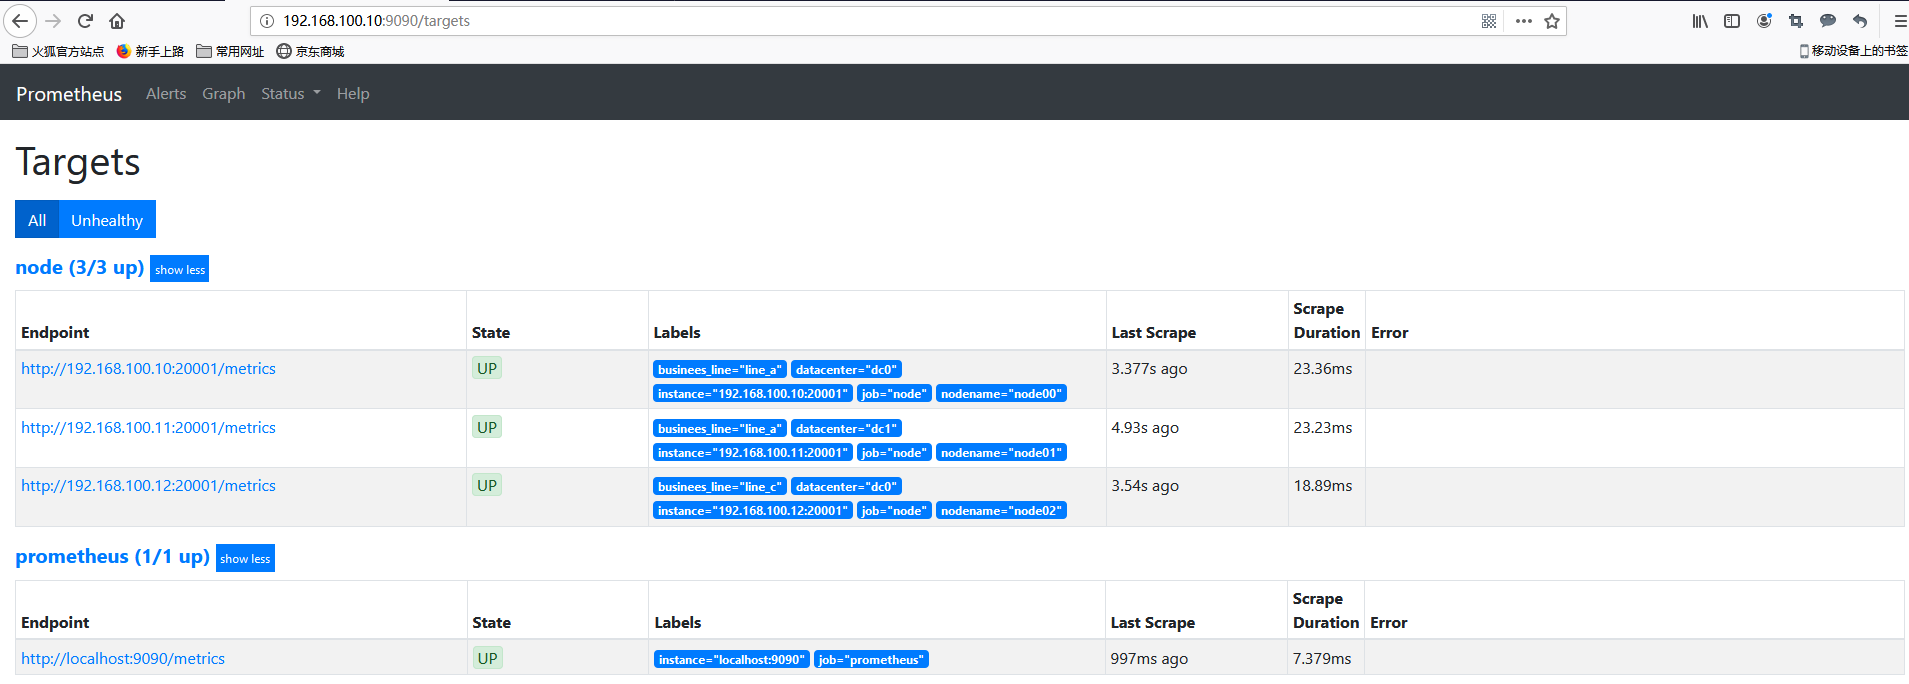 192.168.100.10:9090/targets
火狐官方站点 新手上路 常用网址 京东商城 移动设备上的书签
Prometheus Alerts Graph Status Help
Targets
All Unhealthy
node (3/3 up) show less
Endpoint State Labels Last Scrape Scrape Duration Error
http://192.168.100.10:20001/metrics UP businees_line="line_a" datacenter="dc0" 3.377s ago 23.36ms
instance="192.168.100.10:20001" job="node" nodename="node00"
http://192.168.100.11:20001/metrics UP businees_line="line_a" datacenter="dc1" 4.93s ago 23.23ms
instance="192.168.100.11:20001" job="node" nodename="node01"
http://192.168.100.12:20001/metrics UP businees_line="line_c" datacenter="dc0" 3.54s ago 18.89ms
instance="192.168.100.12:20001" job="node" nodename="node02"
prometheus (1/1 up) show less
Endpoint State Labels Last Scrape Scrape Duration Error
http://localhost:9090/metrics UP instance="localhost:9090" job="prometheus" 997ms ago 7.379ms